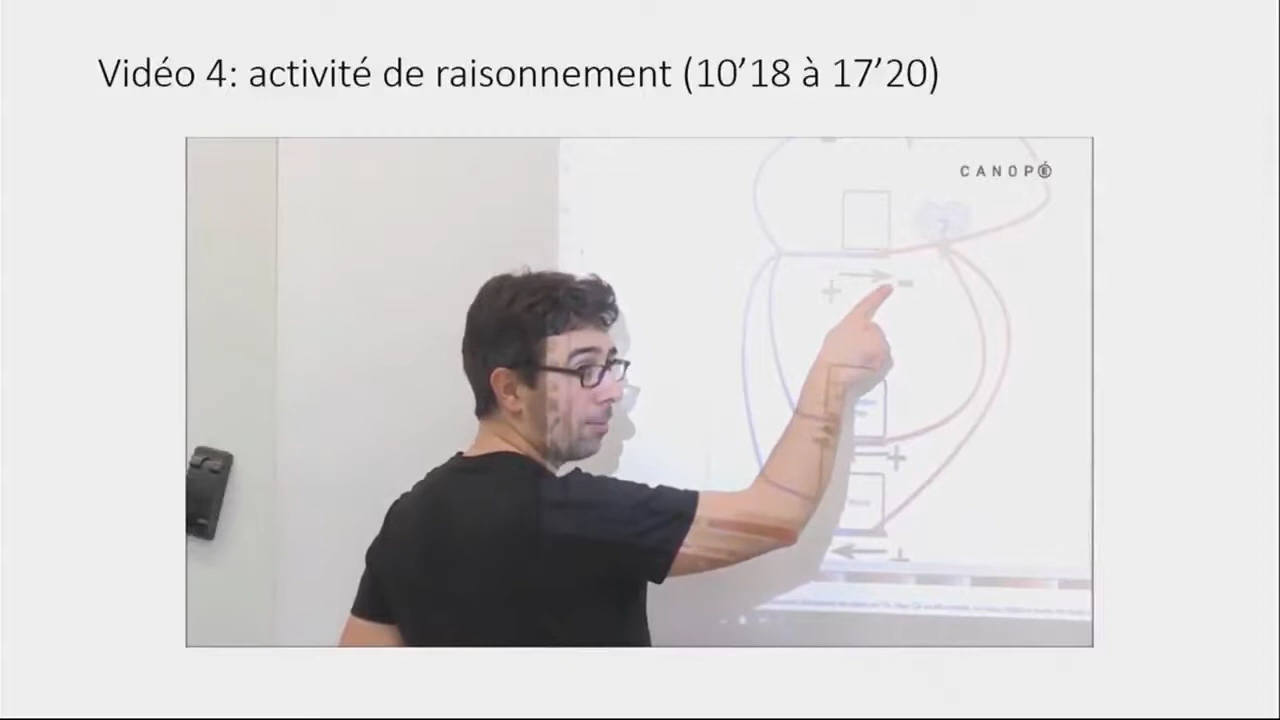 Vidéo 4: activité de raisonnement (10’18 à 17’20)
CANOPÉ
+
-
+
+